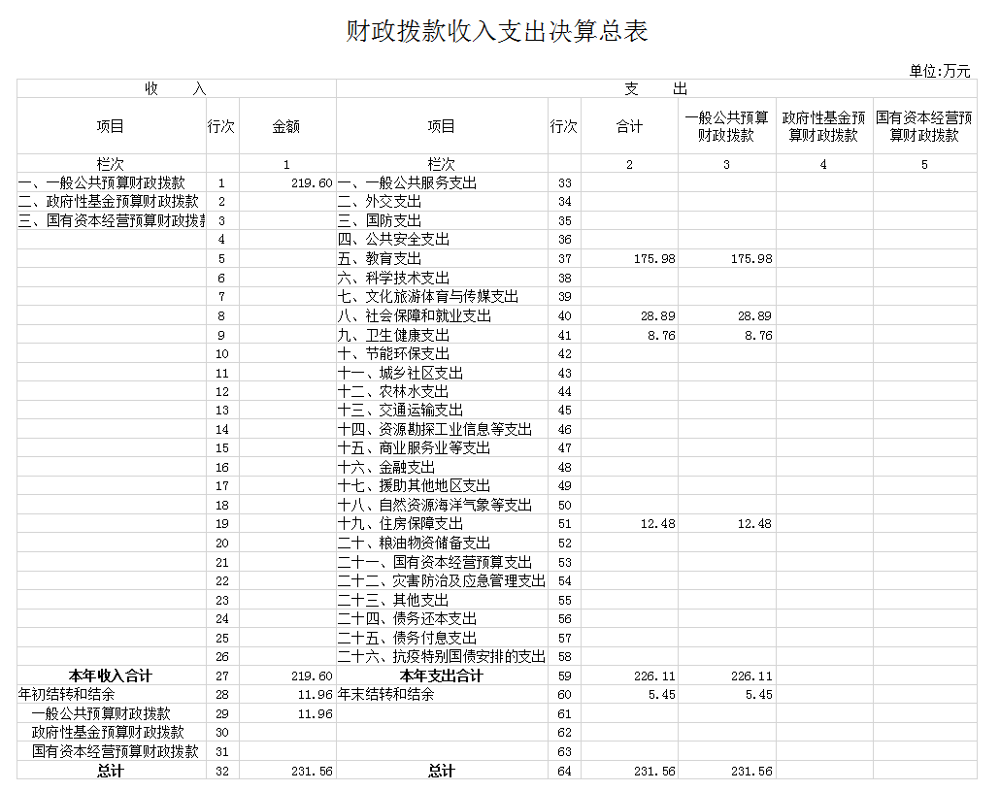 财政拨款收入支出决算总表
单位:万元
收 入 支 出
项目 行次 金额 项目 行次 合计 一般公共预算财政拨款 政府性基金预算财政拨款 国有资本经营预算财政拨款
栏次 1 栏次 2 3 4 5
一、一般公共预算财政拨款 1 219.60 一、一般公共服务支出 33
二、政府性基金预算财政拨款 2 二、外交支出 34
三、国有资本经营预算财政拨款 3 三、国防支出 35
4 四、公共安全支出 36
5 五、教育支出 37 175.98 175.98
6 六、科学技术支出 38
7 七、文化旅游体育与传媒支出 39
8 八、社会保障和就业支出 40 28.89 28.89
9 九、卫生健康支出 41 8.76 8.76
10 十、节能环保支出 42
11 十一、城乡社区支出 43
12 十二、农林水支出 44
13 十三、交通运输支出 45
14 十四、资源勘探工业信息等支出 46
15 十五、商业服务业等支出 47
16 十六、金融支出 48
17 十七、援助其他地区支出 49
18 十八、自然资源海洋气象等支出 50
19 十九、住房保障支出 51 12.48 12.48
20 二十、粮油物资储备支出 52
21 二十一、国有资本经营预算支出 53
22 二十二、灾害防治及应急管理支出 54
23 二十三、其他支出 55
24 二十四、债务还本支出 56
25 二十五、债务付息支出 57
26 二十六、抗疫特别国债安排的支出 58
本年收入合计 27 219.60 本年支出合计 59 226.11 226.11
年初结转和结余 28 11.96 年末结转和结余 60 5.45 5.45
一般公共预算财政拨款 29 11.96 61
政府性基金预算财政拨款 30 62
国有资本经营预算财政拨款 31 63
总计 32 231.56 总计 64 231.56 231.56